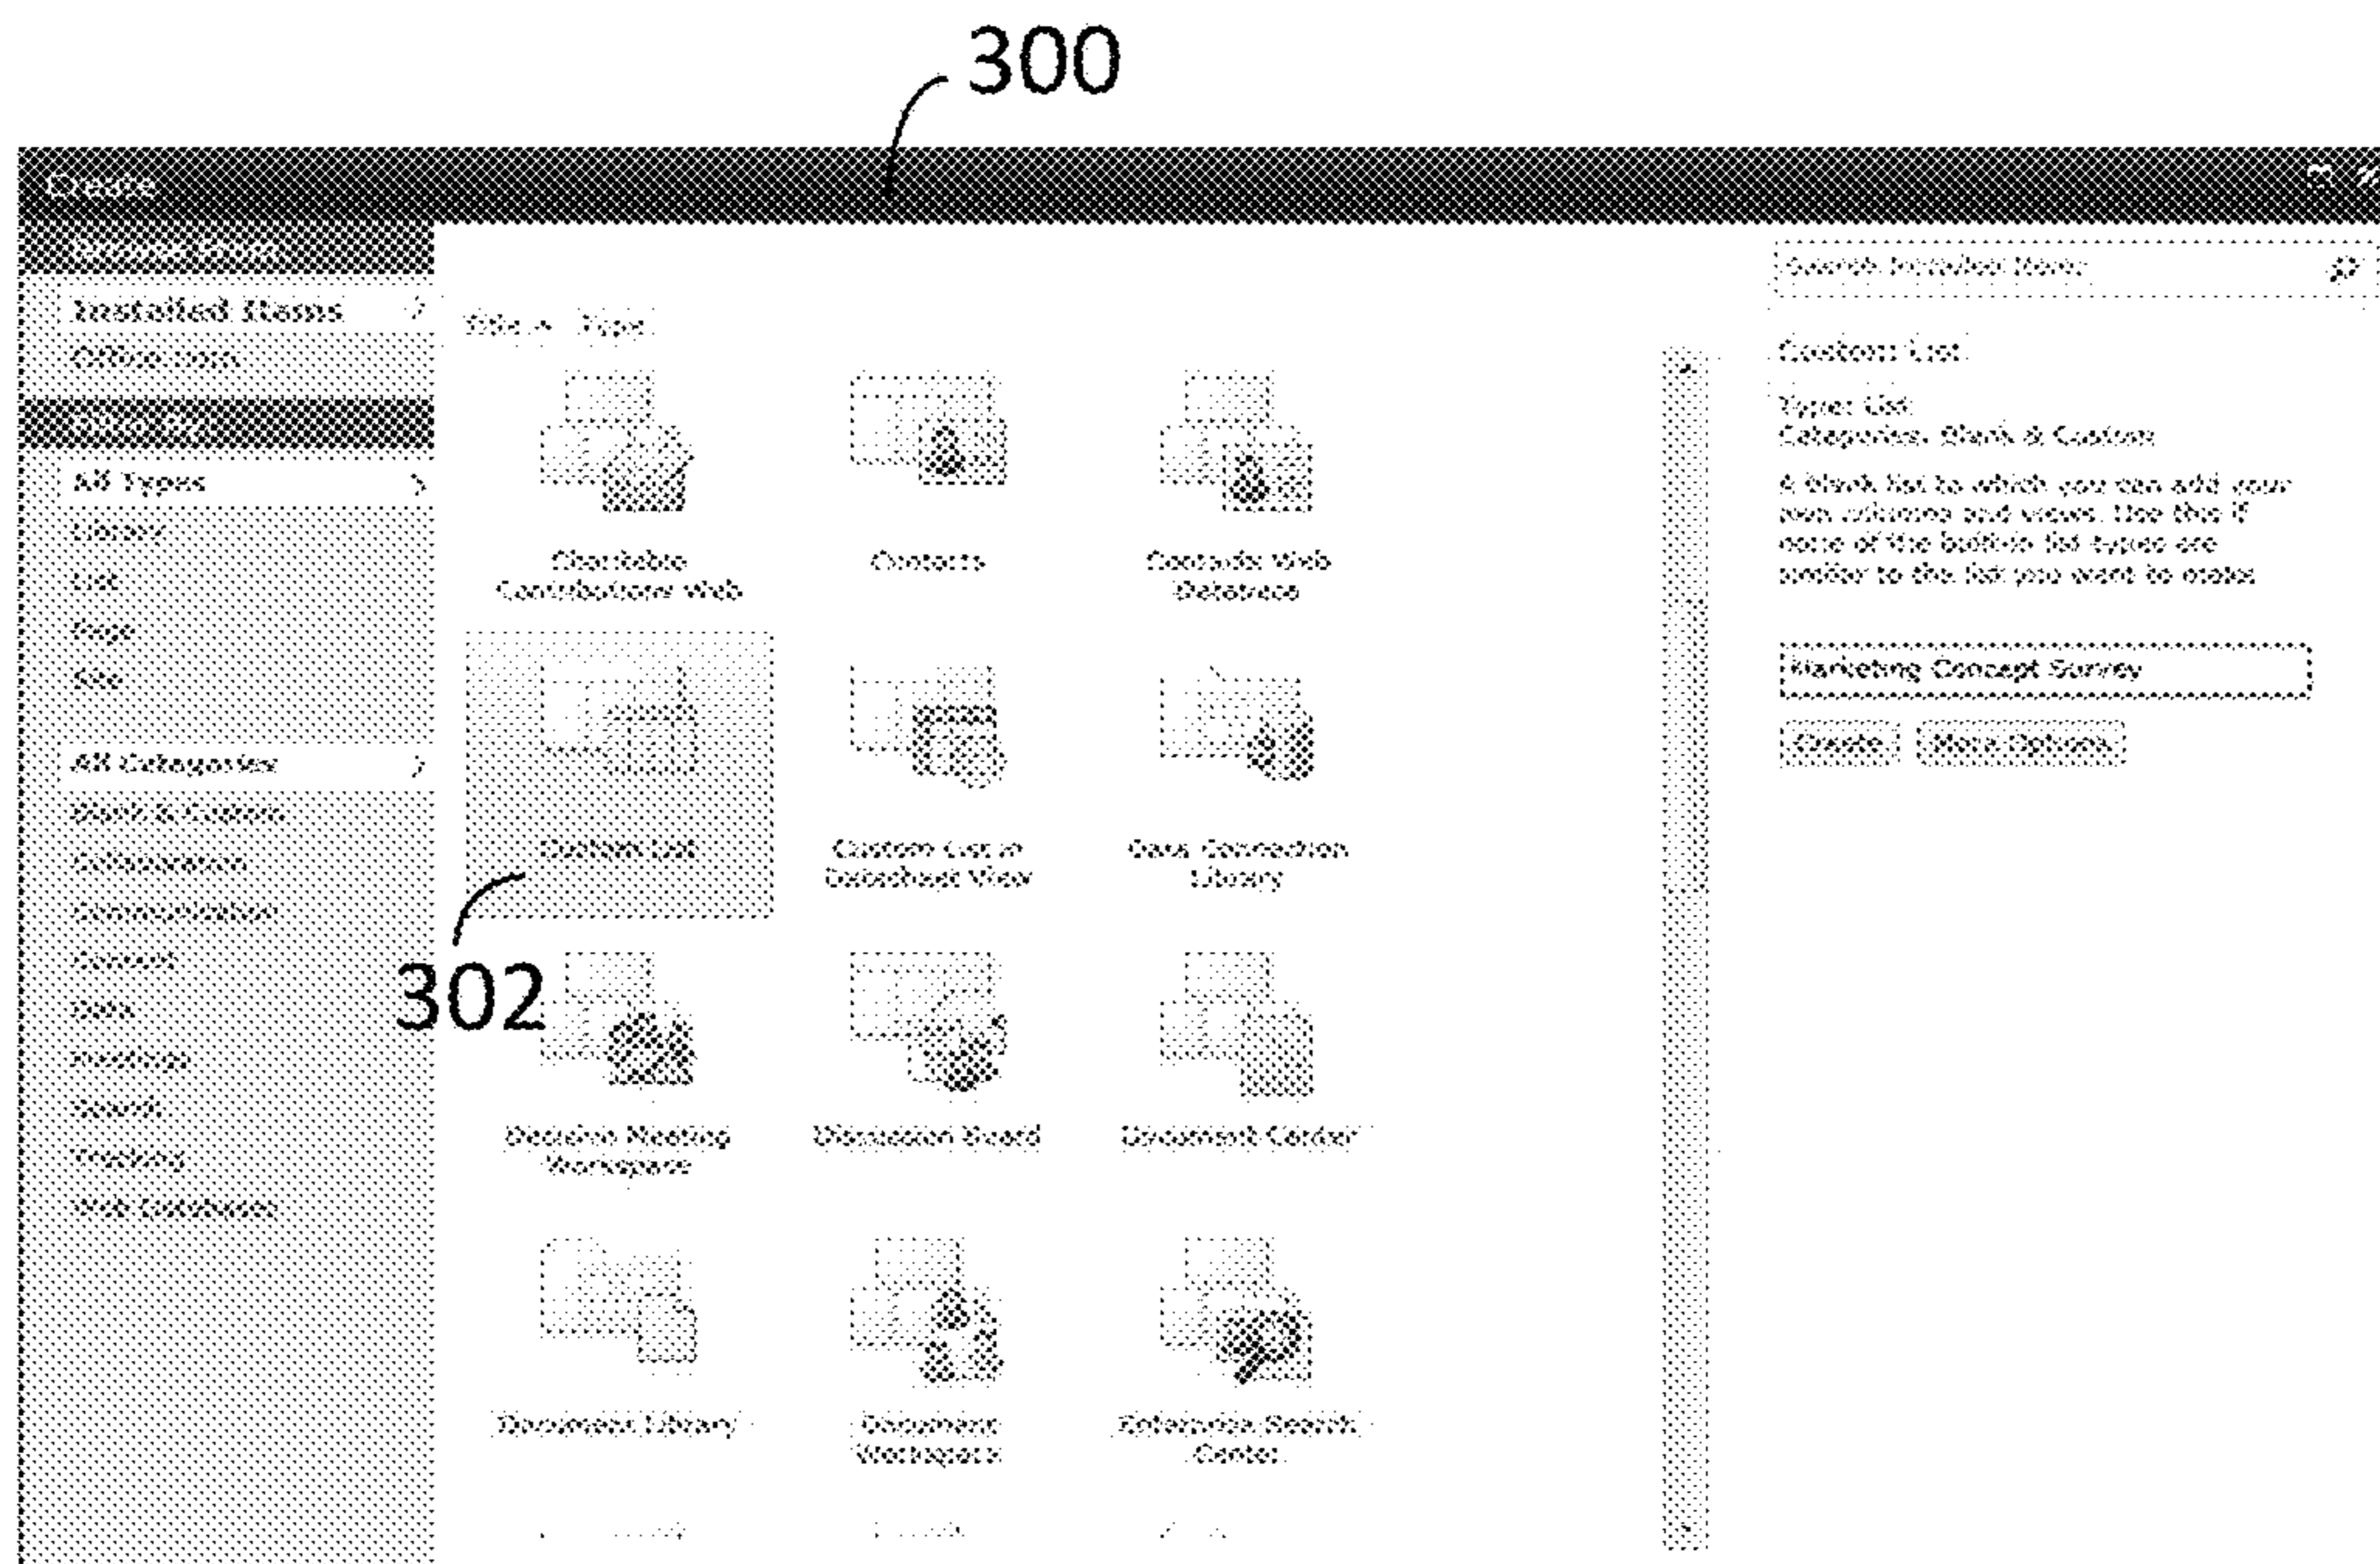 300
Create
Installed Items
Search Installed Items
Office.com
Title Type
Custom List
Filter By:
Type: List
Categories: Blank & Custom
All Types
A blank list to which you can add your
own columns and views. Use this if
none of the built-in list types are
similar to the list you want to make.
Library
List
Page
Site
Charitable
Contributions Web
Contacts
Contacts Web
Database
Marketing Concept Survey
Create
More Options
All Categories
Blank & Custom
Collaboration
Communication
Content
Data
Meetings
Search
Tracking
Web Databases
Custom List
Custom List in
Datasheet View
Data Connection
Library
302
Decision Meeting
Workspace
Discussion Board
Document Center
Document Library
Document
Workspace
Enterprise Search
Center